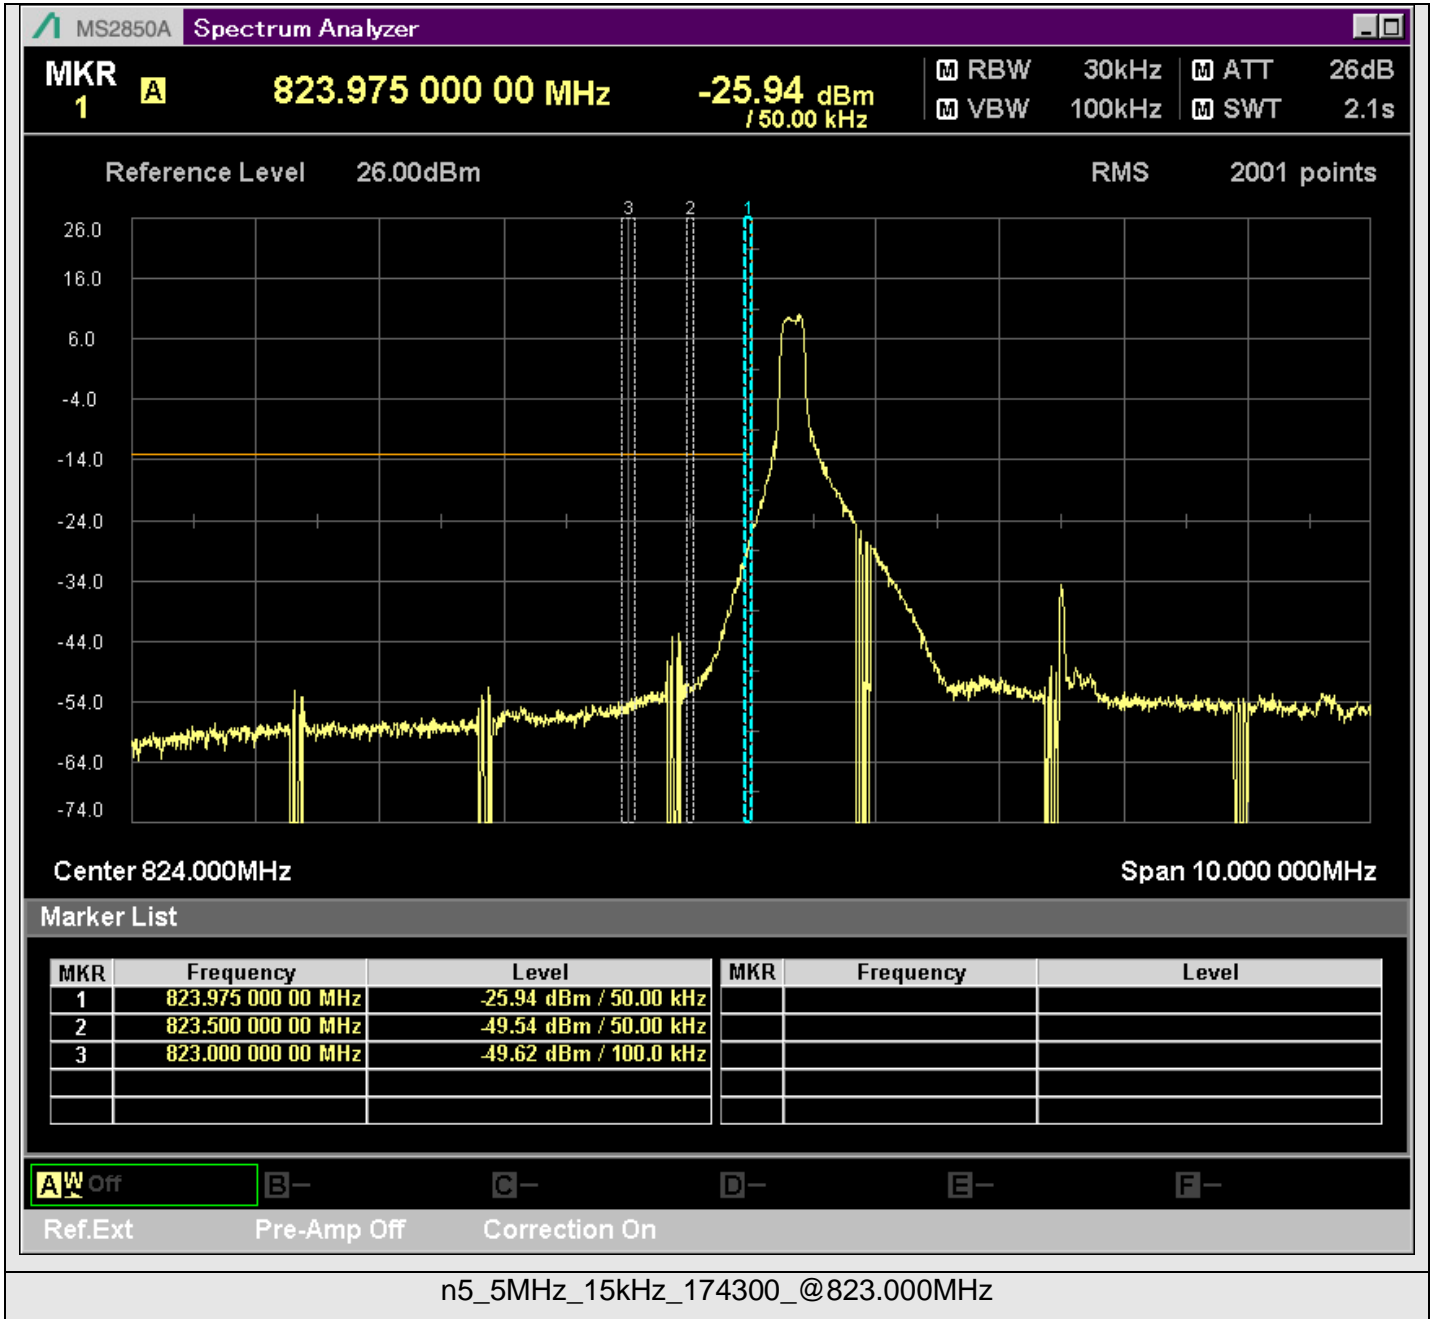 MS2850A Spectrum Analyzer
MKR 1 A 823.975 000 00 MHz -25.94 dBm / 50.00 kHz
M RBW 30kHz M ATT 26dB
M VBW 100kHz M SWT 2.1s
Reference Level 26.00dBm RMS 2001 points
3 2 1
26.0
16.0
6.0
-4.0
-14.0
-24.0
-34.0
-44.0
-54.0
-64.0
-74.0
Center 824.000MHz Span 10.000 000MHz
Marker List
MKR Frequency Level MKR Frequency Level
1 823.975 000 00 MHz -25.94 dBm / 50.00 kHz
2 823.500 000 00 MHz -49.54 dBm / 50.00 kHz
3 823.000 000 00 MHz -49.62 dBm / 100.0 kHz
A W Off B- C- D- E- F-
Ref.Ext Pre-Amp Off Correction On
n5_5MHz_15kHz_174300_@823.000MHz